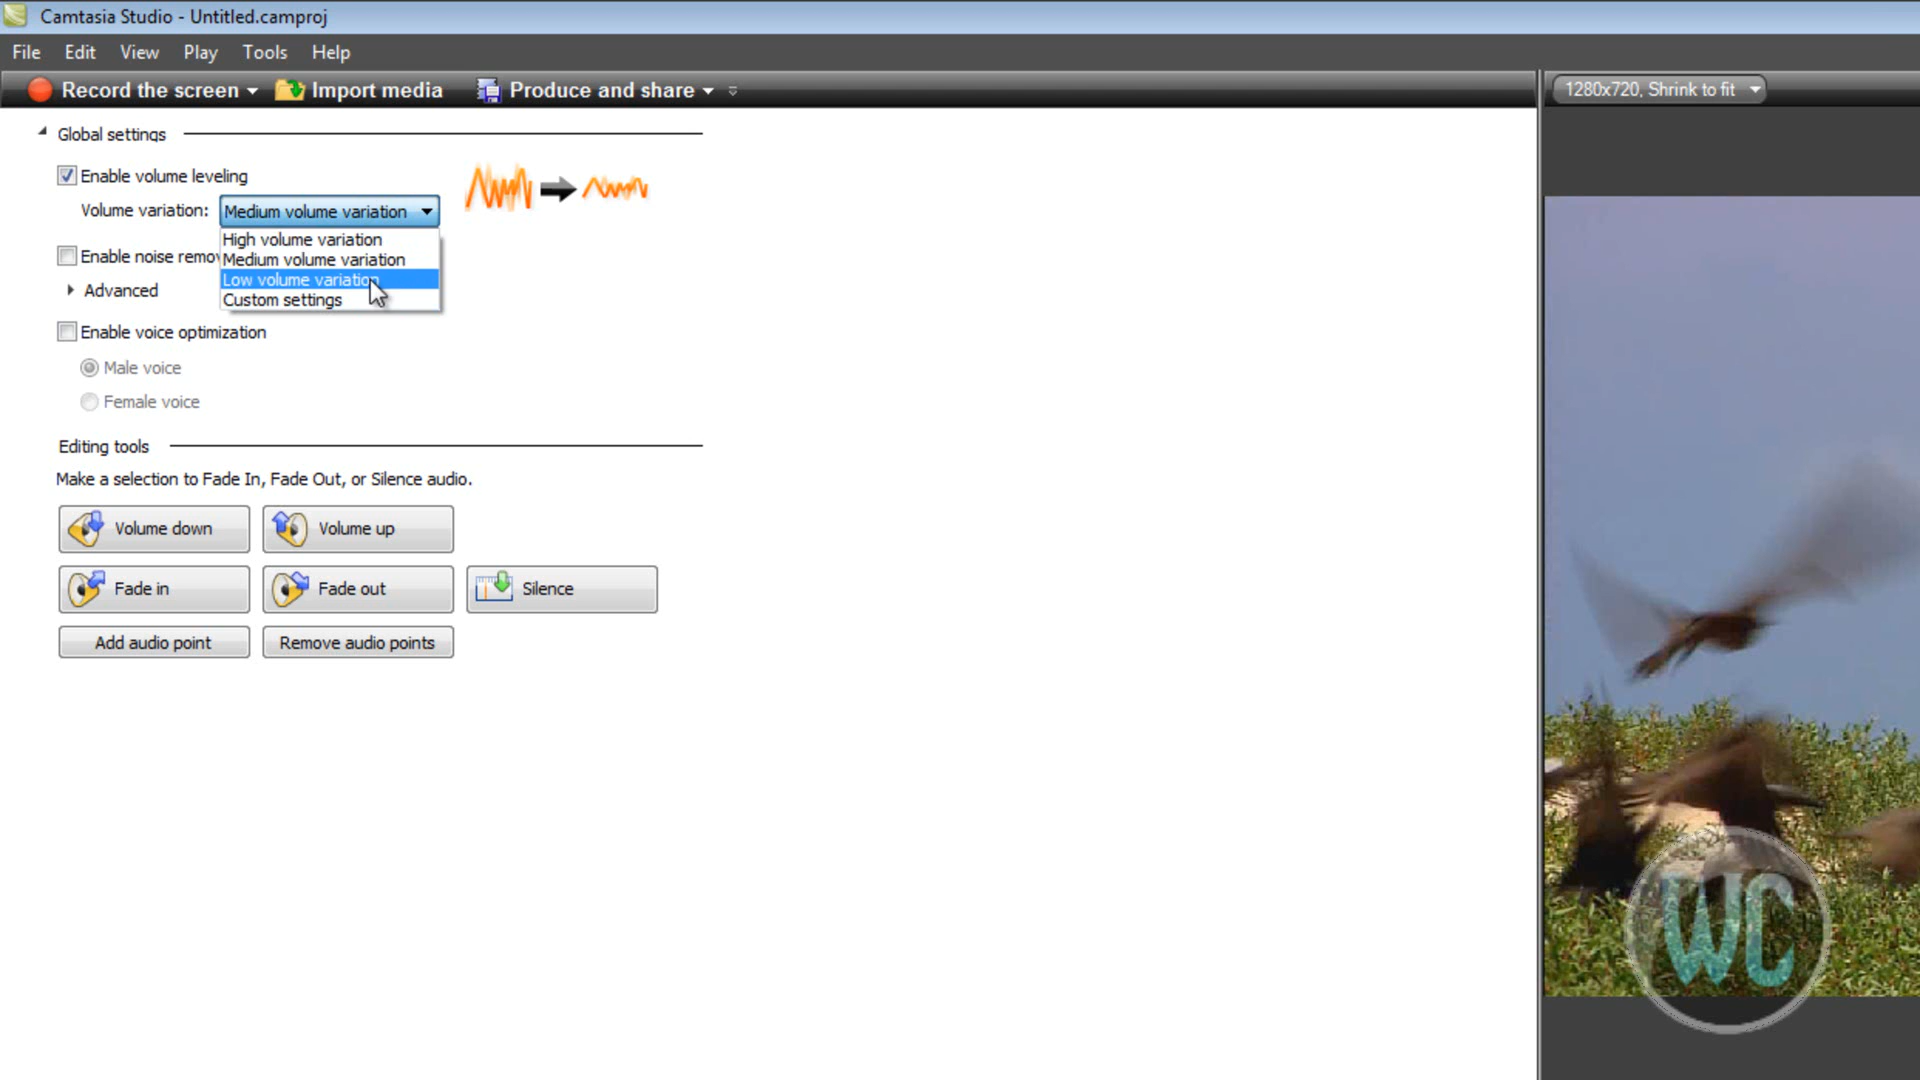 Camtasia Studio - Untitled.camproj
File Edit View Play Tools Help
Record the screen Import media Produce and share 1280x720, Shrink to fit
Global settings
Enable volume leveling
Volume variation: Medium volume variation
High volume variation
Enable noise remov Medium volume variation
Low volume variation
Advanced Custom settings
Enable voice optimization
Male voice
Female voice
Editing tools
Make a selection to Fade In, Fade Out, or Silence audio.
Volume down Volume up
Fade in Fade out Silence
Add audio point Remove audio points
WC